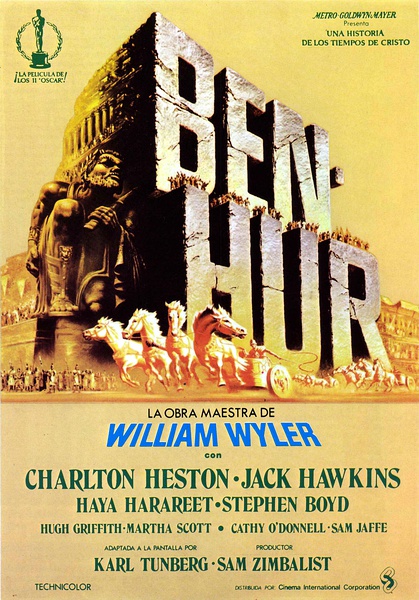 METRO-GOLDWYN-MAYER
Presenta
UNA HISTORIA
DE LOS TIEMPOS DE CRISTO
¡LA PELICULA DE
LOS 11 "OSCAR"!
BEN-
HUR
LA OBRA MAESTRA DE
WILLIAM WYLER
con
CHARLTON HESTON · JACK HAWKINS
HAYA HARAREET · STEPHEN BOYD
HUGH GRIFFITH · MARTHA SCOTT · CATHY O'DONNELL · SAM JAFFE
ADAPTADA A LA PANTALLA POR
PRODUCTOR
KARL TUNBERG · SAM ZIMBALIST
TECHNICOLOR
DISTRIBUIDA POR: Cinema International Corporation